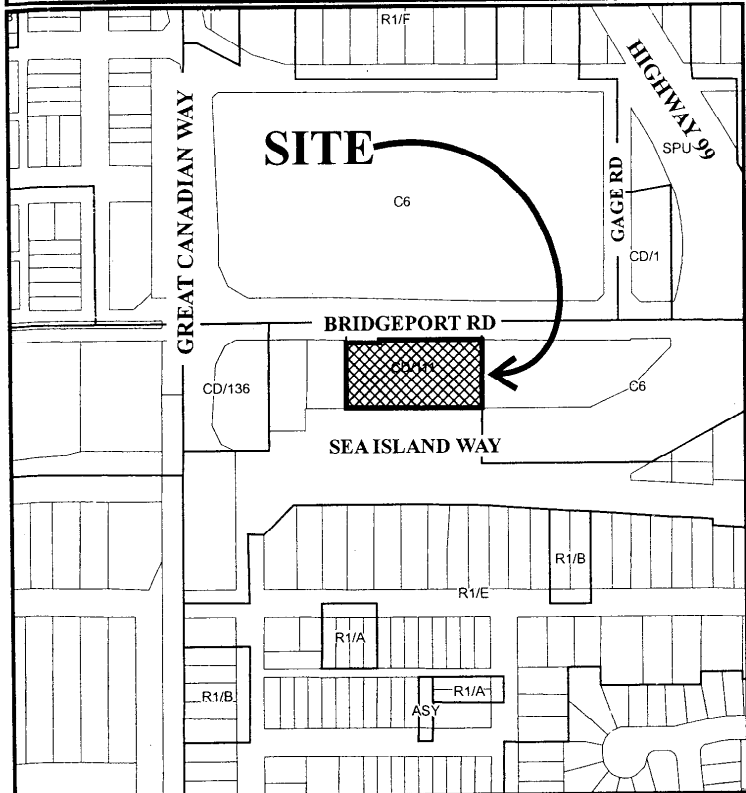 R1/F
HIGHWAY 99
SITE
SPU
GREAT CANADIAN WAY
C6
GAGE RD
CD/1
BRIDGEPORT RD
CD/136
C6
SEA ISLAND WAY
R1/B
R1/E
R1/A
R1/B
R1/A
ASY